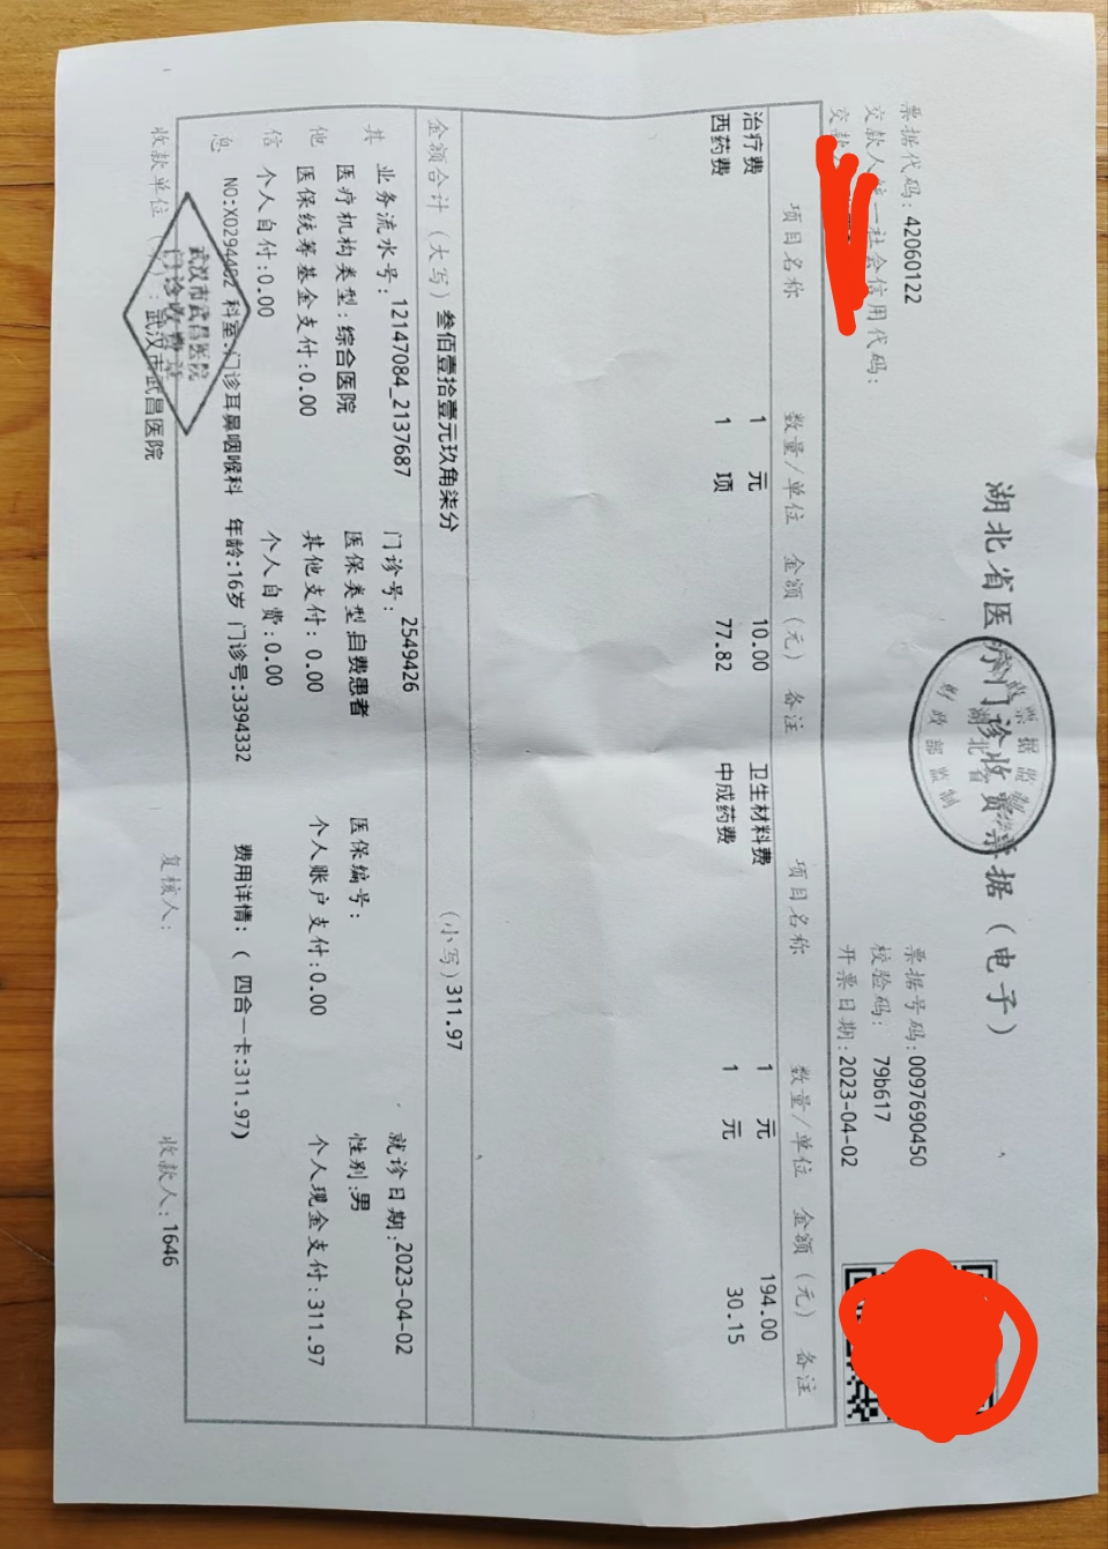 湖北省医疗门诊收费票据（电子）
票据代码：42060122
票据号码：0097690450
交款人统一社会信用代码：
校验码： 79b617
交款
开票日期：2023-04-02
项目名称 数量/单位 金额（元） 备注 项目名称 数量/单位 金额（元） 备注
治疗费 1 元 10.00 卫生材料费 1 元 194.00
西药费 1 项 77.82 中成药费 1 元 30.15
金额合计（大写）叁佰壹拾壹元玖角柒分 （小写）311.97
其他信息
业务流水号：12147084_2137687 门诊号：2549426 就诊日期：2023-04-02
医疗机构类型：综合医院 医保类型：自费患者 医保编号： 性别：男
医保统筹基金支付：0.00 其他支付：0.00 个人账户支付：0.00 个人现金支付：311.97
个人自付：0.00 个人自费：0.00
NO:X0294402 科室：门诊耳鼻咽喉科 年龄：16岁 门诊号：3394332 费用详情：( 四合一卡:311.97)
收款单位 ：武汉市武昌医院 复核人： 收款人：1646
武汉市武昌医院
门诊收费章
湖北省
财政部监制